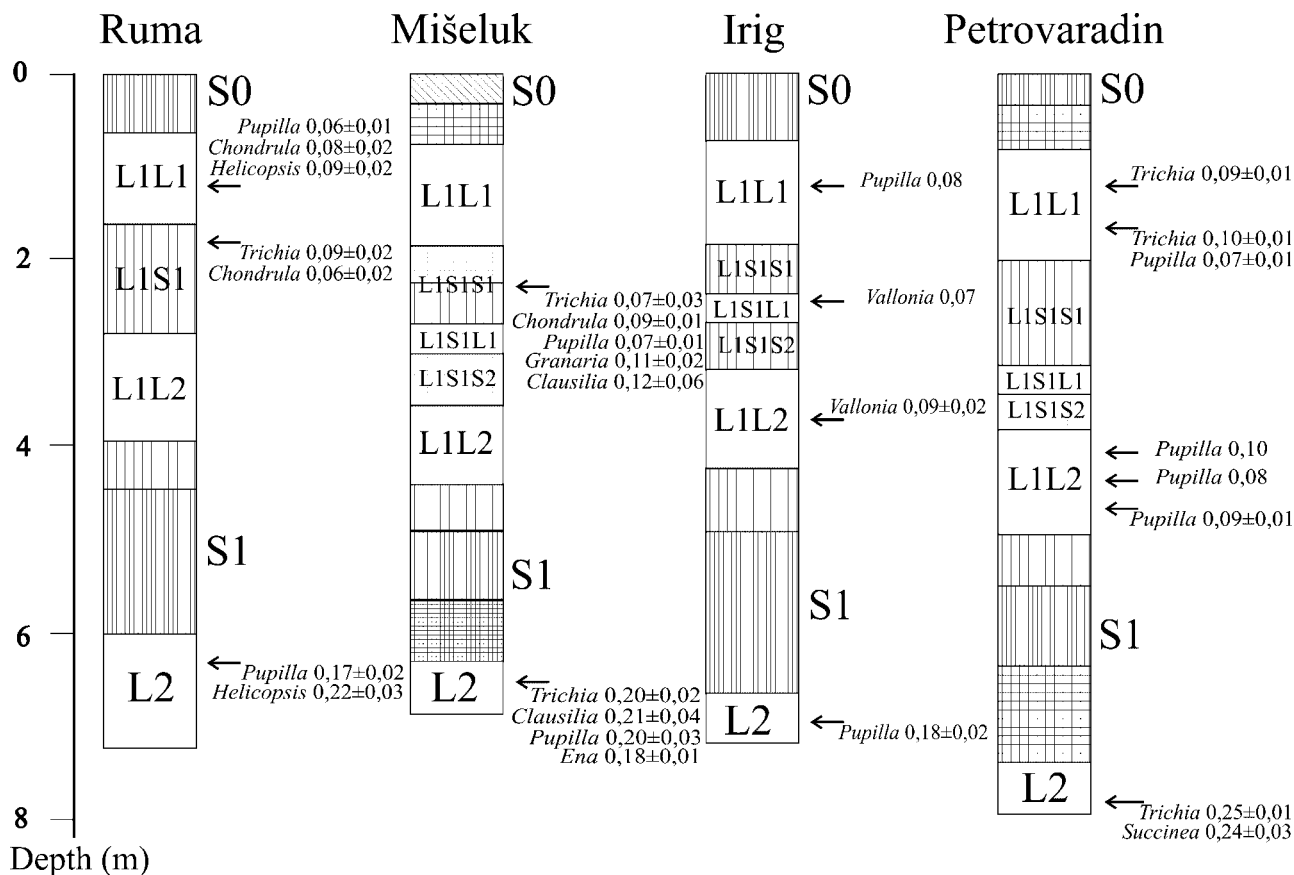 Ruma
Mišeluk
Irig
Petrovaradin
0
2
4
6
8
Depth (m)
S0
L1L1
L1S1
L1L2
S1
L2
Pupilla 0,06±0,01
Chondrula 0,08±0,02
Helicopsis 0,09±0,02
Trichia 0,09±0,02
Chondrula 0,06±0,02
Pupilla 0,17±0,02
Helicopsis 0,22±0,03
S0
L1L1
L1S1S1
L1S1L1
L1S1S2
L1L2
S1
L2
Trichia 0,07±0,03
Chondrula 0,09±0,01
Pupilla 0,07±0,01
Granaria 0,11±0,02
Clausilia 0,12±0,06
Trichia 0,20±0,02
Clausilia 0,21±0,04
Pupilla 0,20±0,03
Ena 0,18±0,01
S0
L1L1
L1S1S1
L1S1L1
L1S1S2
L1L2
S1
L2
Pupilla 0,08
Vallonia 0,07
Vallonia 0,09±0,02
Pupilla 0,18±0,02
S0
L1L1
L1S1S1
L1S1L1
L1S1S2
L1L2
S1
L2
Trichia 0,09±0,01
Trichia 0,10±0,01
Pupilla 0,07±0,01
Pupilla 0,10
Pupilla 0,08
Pupilla 0,09±0,01
Trichia 0,25±0,01
Succinea 0,24±0,03